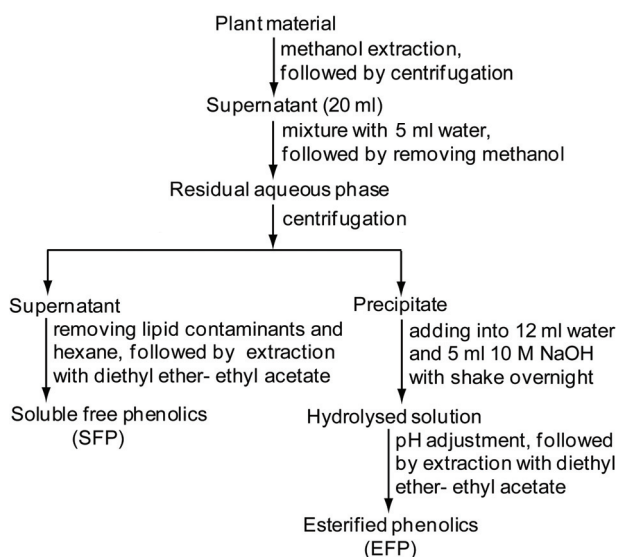 Plant material
methanol extraction,
followed by centrifugation
Supernatant (20 ml)
mixture with 5 ml water,
followed by removing methanol
Residual aqueous phase
centrifugation
Supernatant
removing lipid contaminants and
hexane, followed by extraction
with diethyl ether- ethyl acetate
Soluble free phenolics
(SFP)
Precipitate
adding into 12 ml water
and 5 ml 10 M NaOH
with shake overnight
Hydrolysed solution
pH adjustment, followed
by extraction with diethyl
ether- ethyl acetate
Esterified phenolics
(EFP)